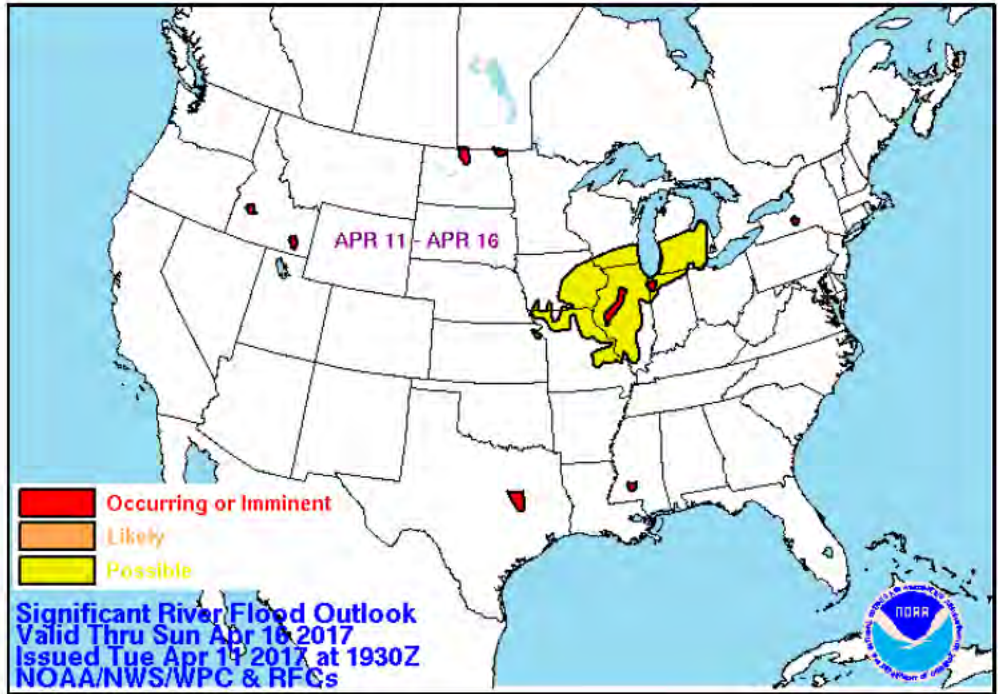 APR 11 - APR 16
Occurring or Imminent
Likely
Possible
Significant River Flood Outlook
Valid Thru Sun Apr 16 2017
Issued Tue Apr 11 2017 at 1930Z
NOAA/NWS/WPC & RFCs
NOAA